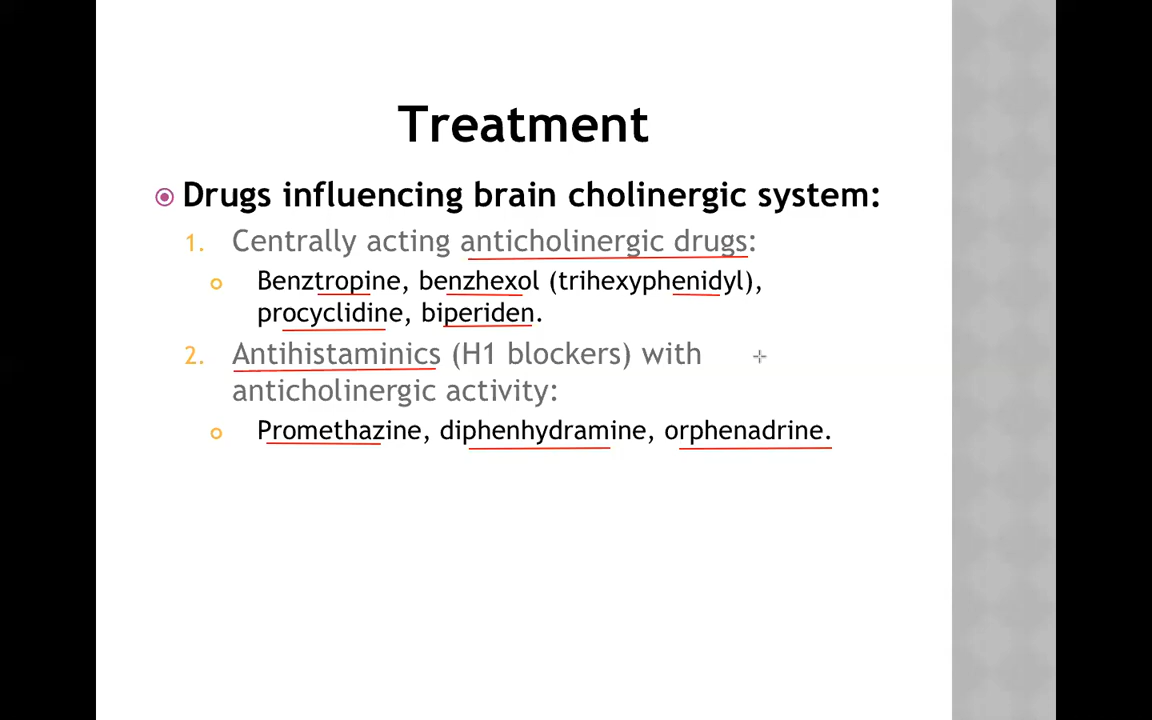 Treatment
Drugs influencing brain cholinergic system:
1. Centrally acting anticholinergic drugs:
Benztropine, benzhexol (trihexyphenidyl),
procyclidine, biperiden.
2. Antihistaminics (H1 blockers) with
anticholinergic activity:
Promethazine, diphenhydramine, orphenadrine.